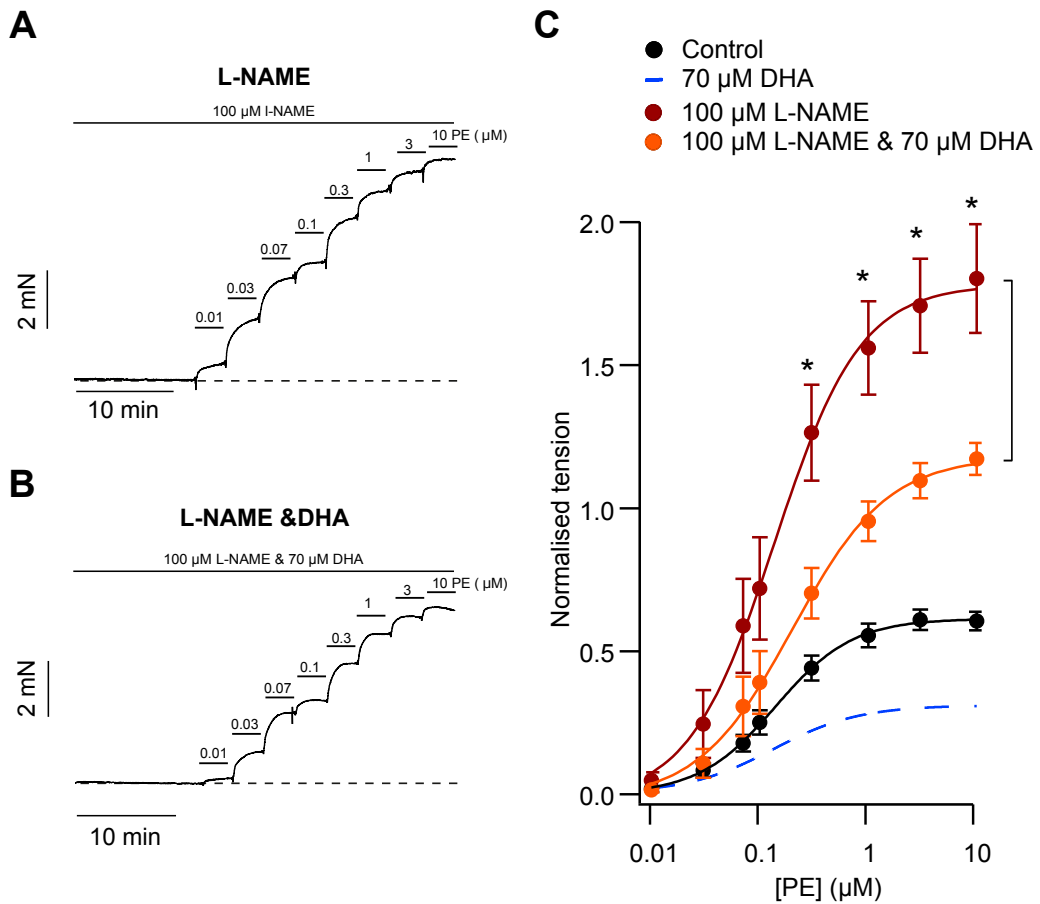 A
L-NAME
100 µM l-NAME
10 PE (µM)
3
1
0.3
0.1
0.07
0.03
0.01
2 mN
10 min
B
L-NAME &DHA
100 µM L-NAME & 70 µM DHA
10 PE (µM)
3
1
0.3
0.1
0.07
0.03
0.01
2 mN
10 min
C
Control
70 µM DHA
100 µM L-NAME
100 µM L-NAME & 70 µM DHA
* * * *
*
2.0
1.5
1.0
0.5
0.0
Normalised tension
0.01 0.1 1 10
[PE] (µM)